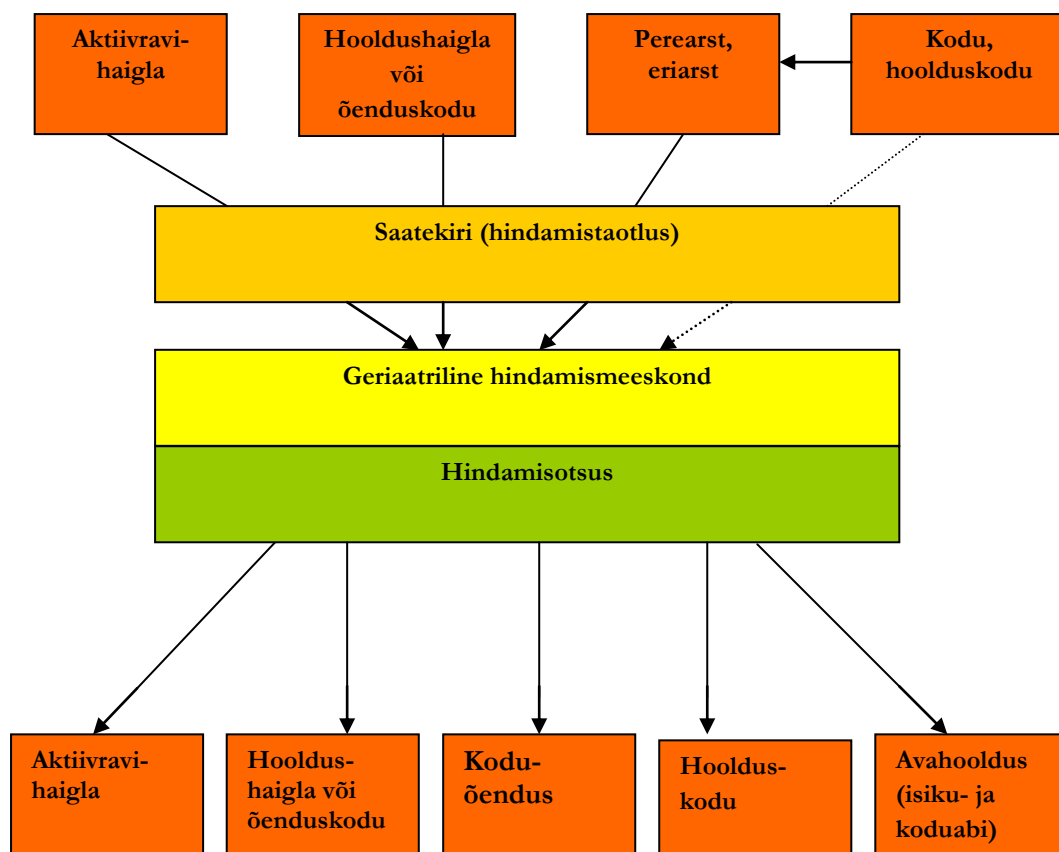 Aktiivravi-
haigla
Hooldushaigla
või
õenduskodu
Perearst,
eriarst
Kodu,
hoolduskodu
Saatekiri (hindamistaotlus)
Geriaatriline hindamismeeskond
Hindamisotsus
Aktiivravi-
haigla
Hooldus-
haigla või
õenduskodu
Kodu-
õendus
Hooldus-
kodu
Avahooldus
(isiku- ja
koduabi)